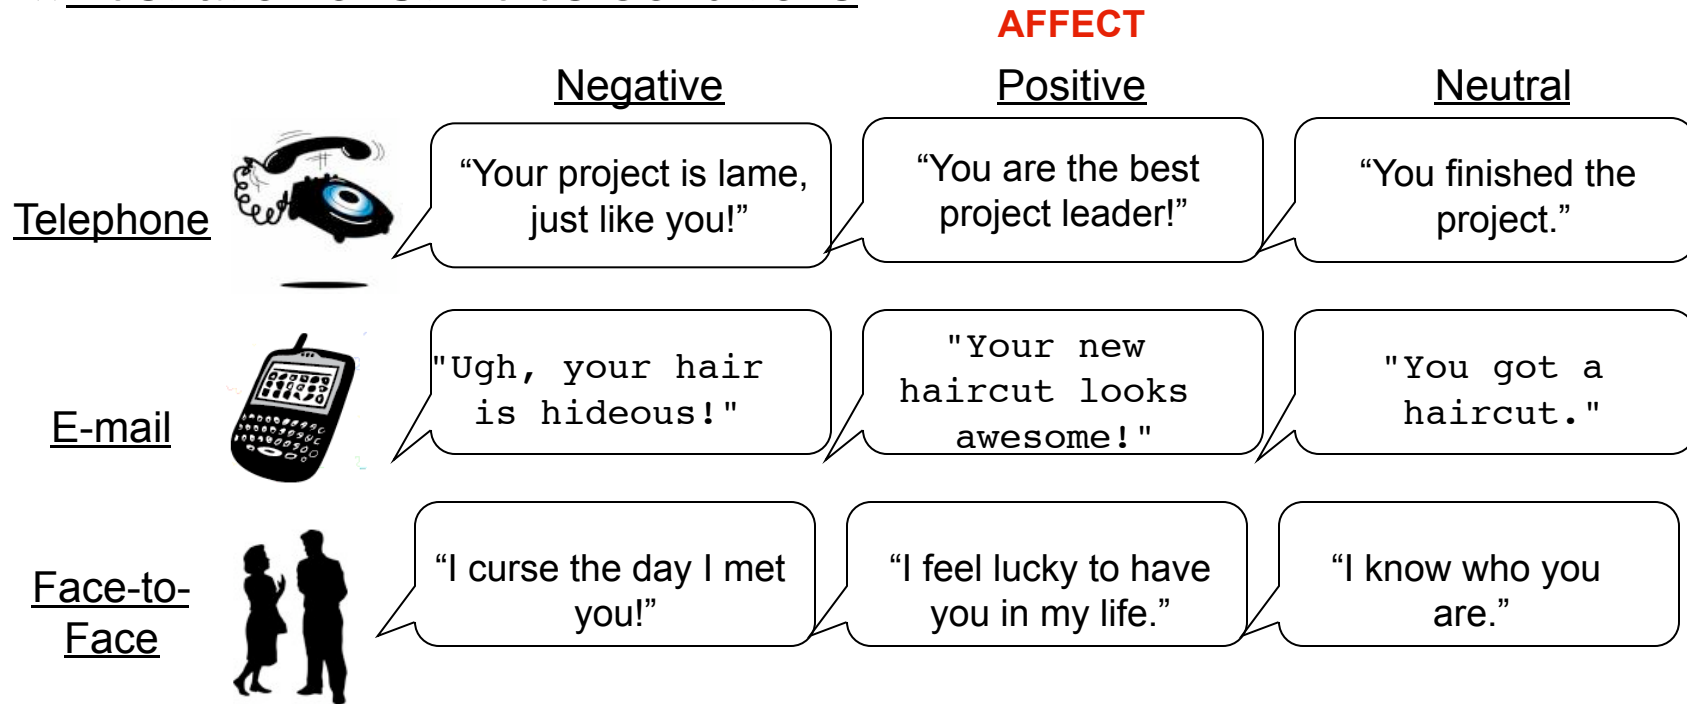 AFFECT
Negative Positive Neutral
Telephone
“Your project is lame,
just like you!”
“You are the best
project leader!”
“You finished the
project.”
E-mail
"Ugh, your hair
is hideous!"
"Your new
haircut looks
awesome!"
"You got a
haircut."
Face-to-
Face
“I curse the day I met
you!”
“I feel lucky to have
you in my life.”
“I know who you
are.”